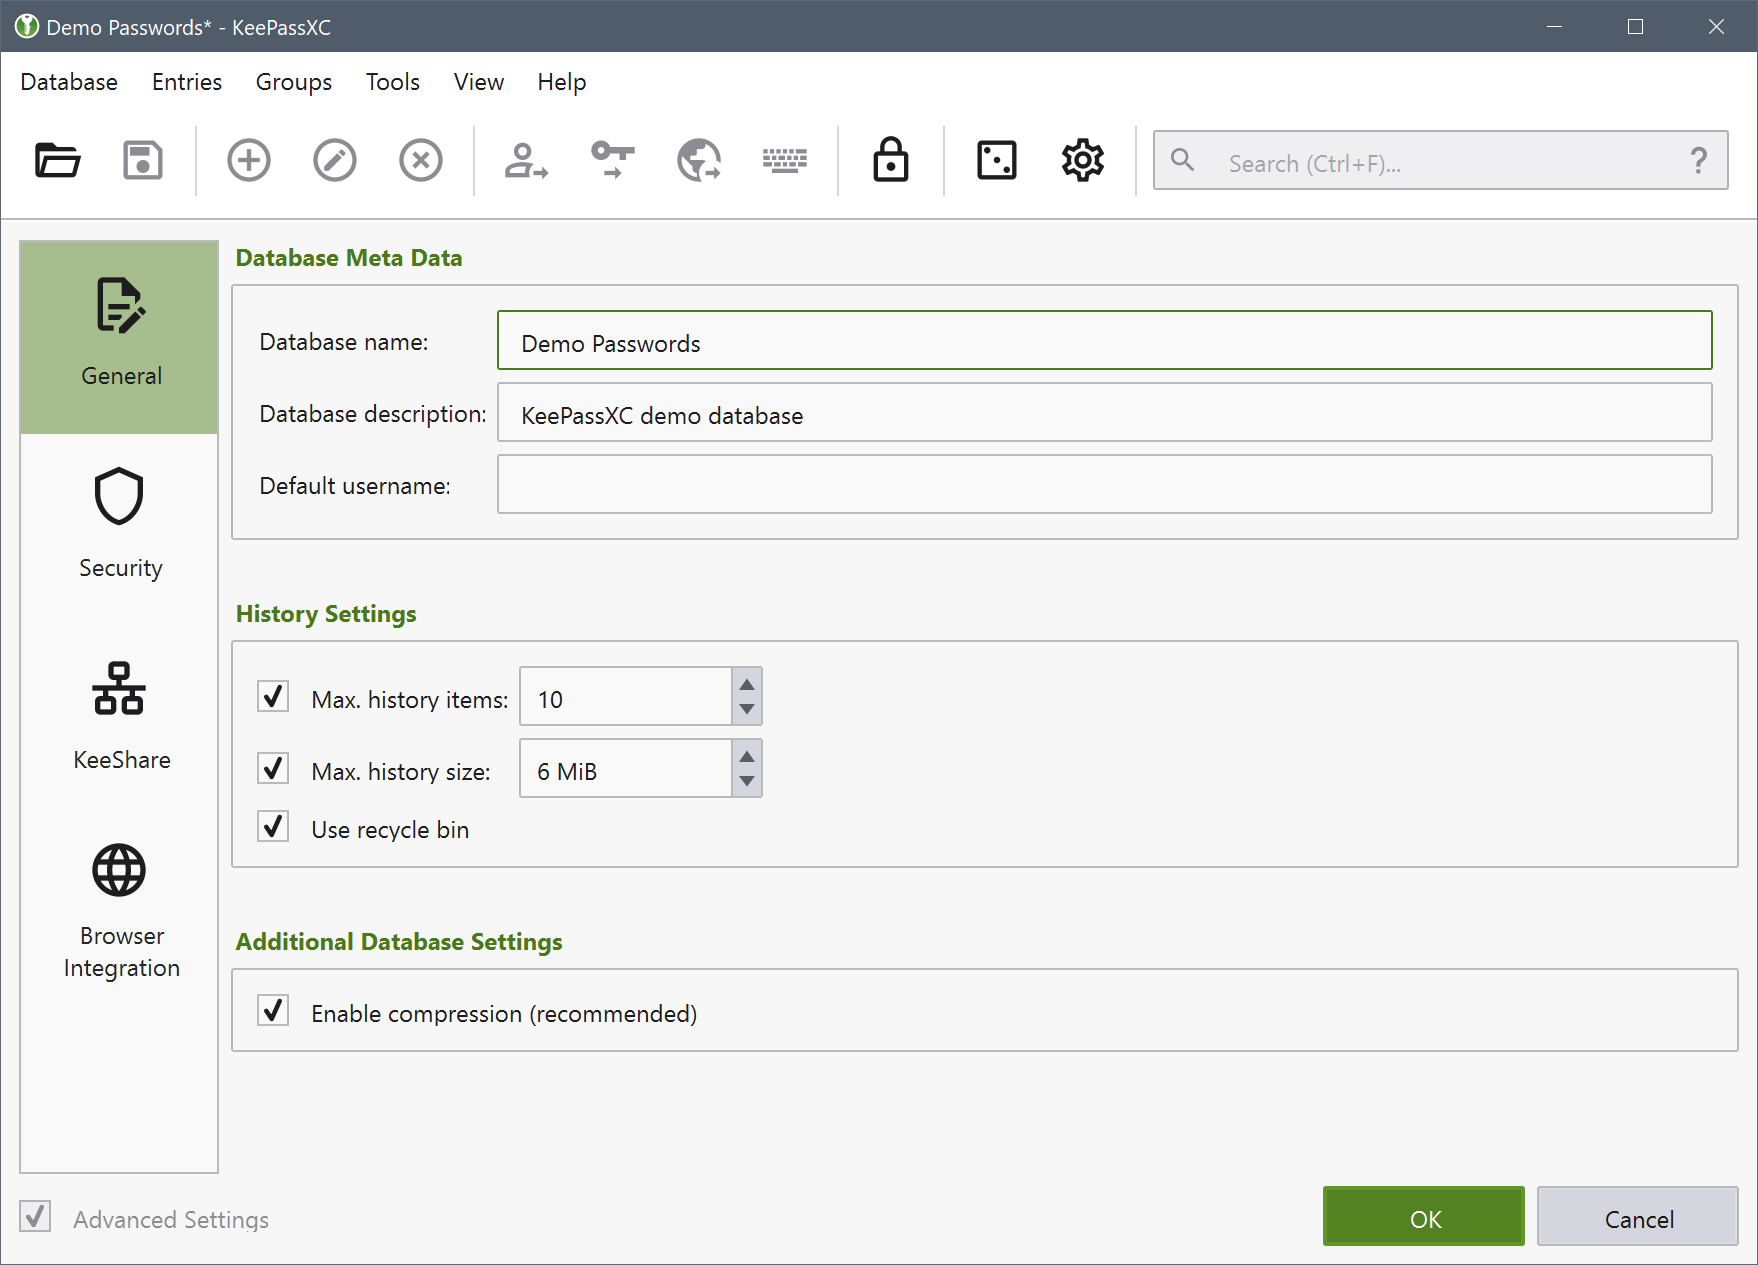 Demo Passwords* - KeePassXC
Database Entries Groups Tools View Help
Search (Ctrl+F)... ?
General
Security
KeeShare
Browser
Integration
Database Meta Data
Database name: Demo Passwords
Database description: KeePassXC demo database
Default username:
History Settings
Max. history items: 10
Max. history size: 6 MiB
Use recycle bin
Additional Database Settings
Enable compression (recommended)
Advanced Settings
OK Cancel